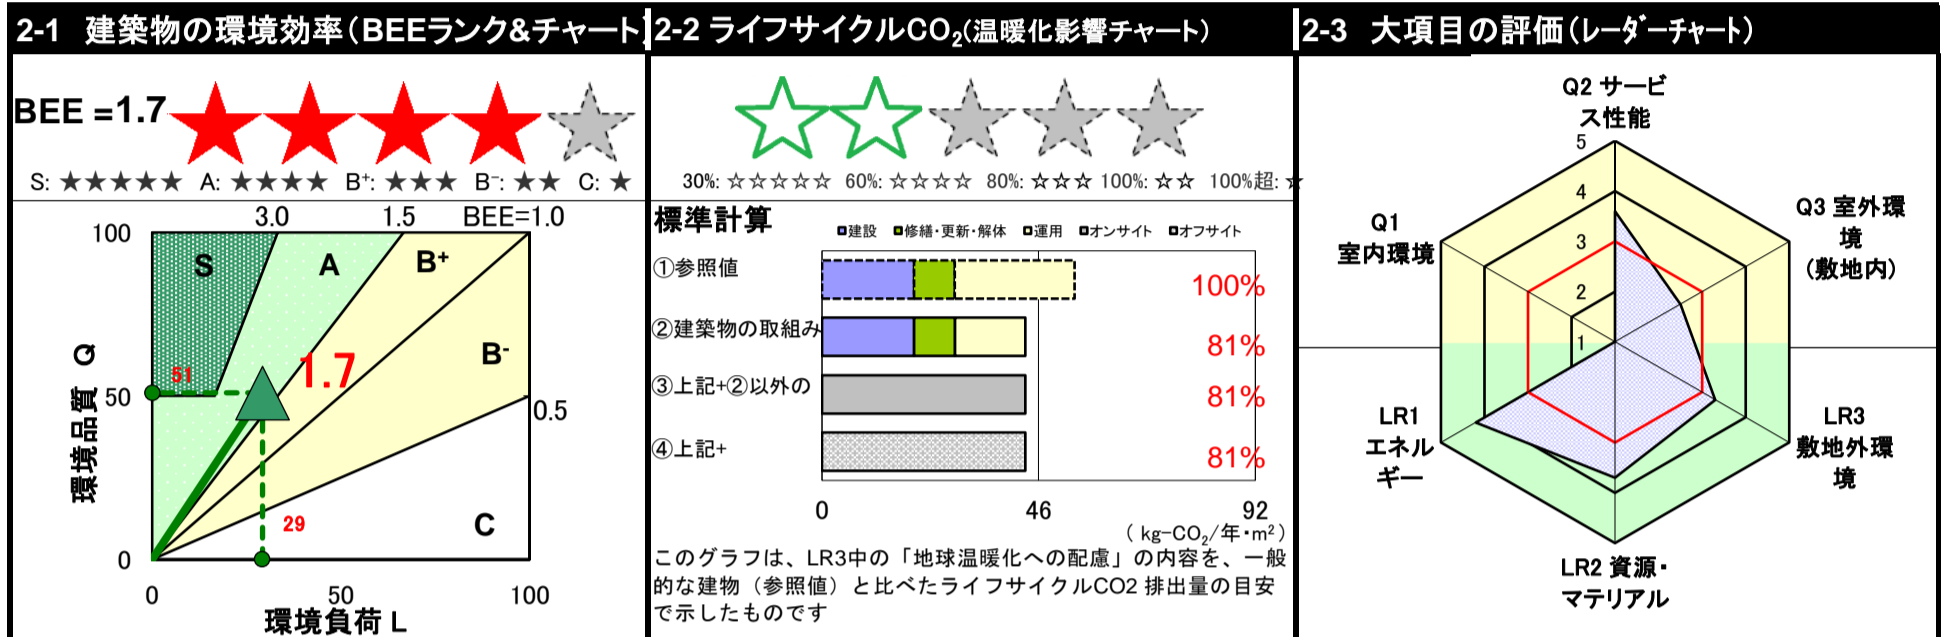 2-1 建築物の環境効率(BEEランク&チャート)
BEE =1.7
S: ★★★★★ A: ★★★★ B⁺: ★★★ B⁻: ★★ C: ★
3.0 1.5 BEE=1.0
100
S A B⁺
B⁻
環境品質 Q
51
1.7
50
0.5
29
C
0
0 50 100
環境負荷 L
2-2 ライフサイクルCO₂(温暖化影響チャート)
30%: ☆☆☆☆☆ 60%: ☆☆☆☆ 80%: ☆☆☆ 100%: ☆☆ 100%超: ☆
標準計算
■建設 ■修繕・更新・解体 □運用 ■オンサイト ■オフサイト
①参照値 100%
②建築物の取組み 81%
③上記+②以外の 81%
④上記+ 81%
0 46 92
( kg-CO₂/年・m²)
このグラフは、LR3中の「地球温暖化への配慮」の内容を、一般
的な建物(参照値)と比べたライフサイクルCO2 排出量の目安
で示したものです
2-3 大項目の評価(レーダーチャート)
Q2 サービ
ス性能
5
4
3
2
1
Q1
室内環境
Q3 室外環
境
(敷地内)
LR1
エネル
ギー
LR3
敷地外環
境
LR2 資源・
マテリアル